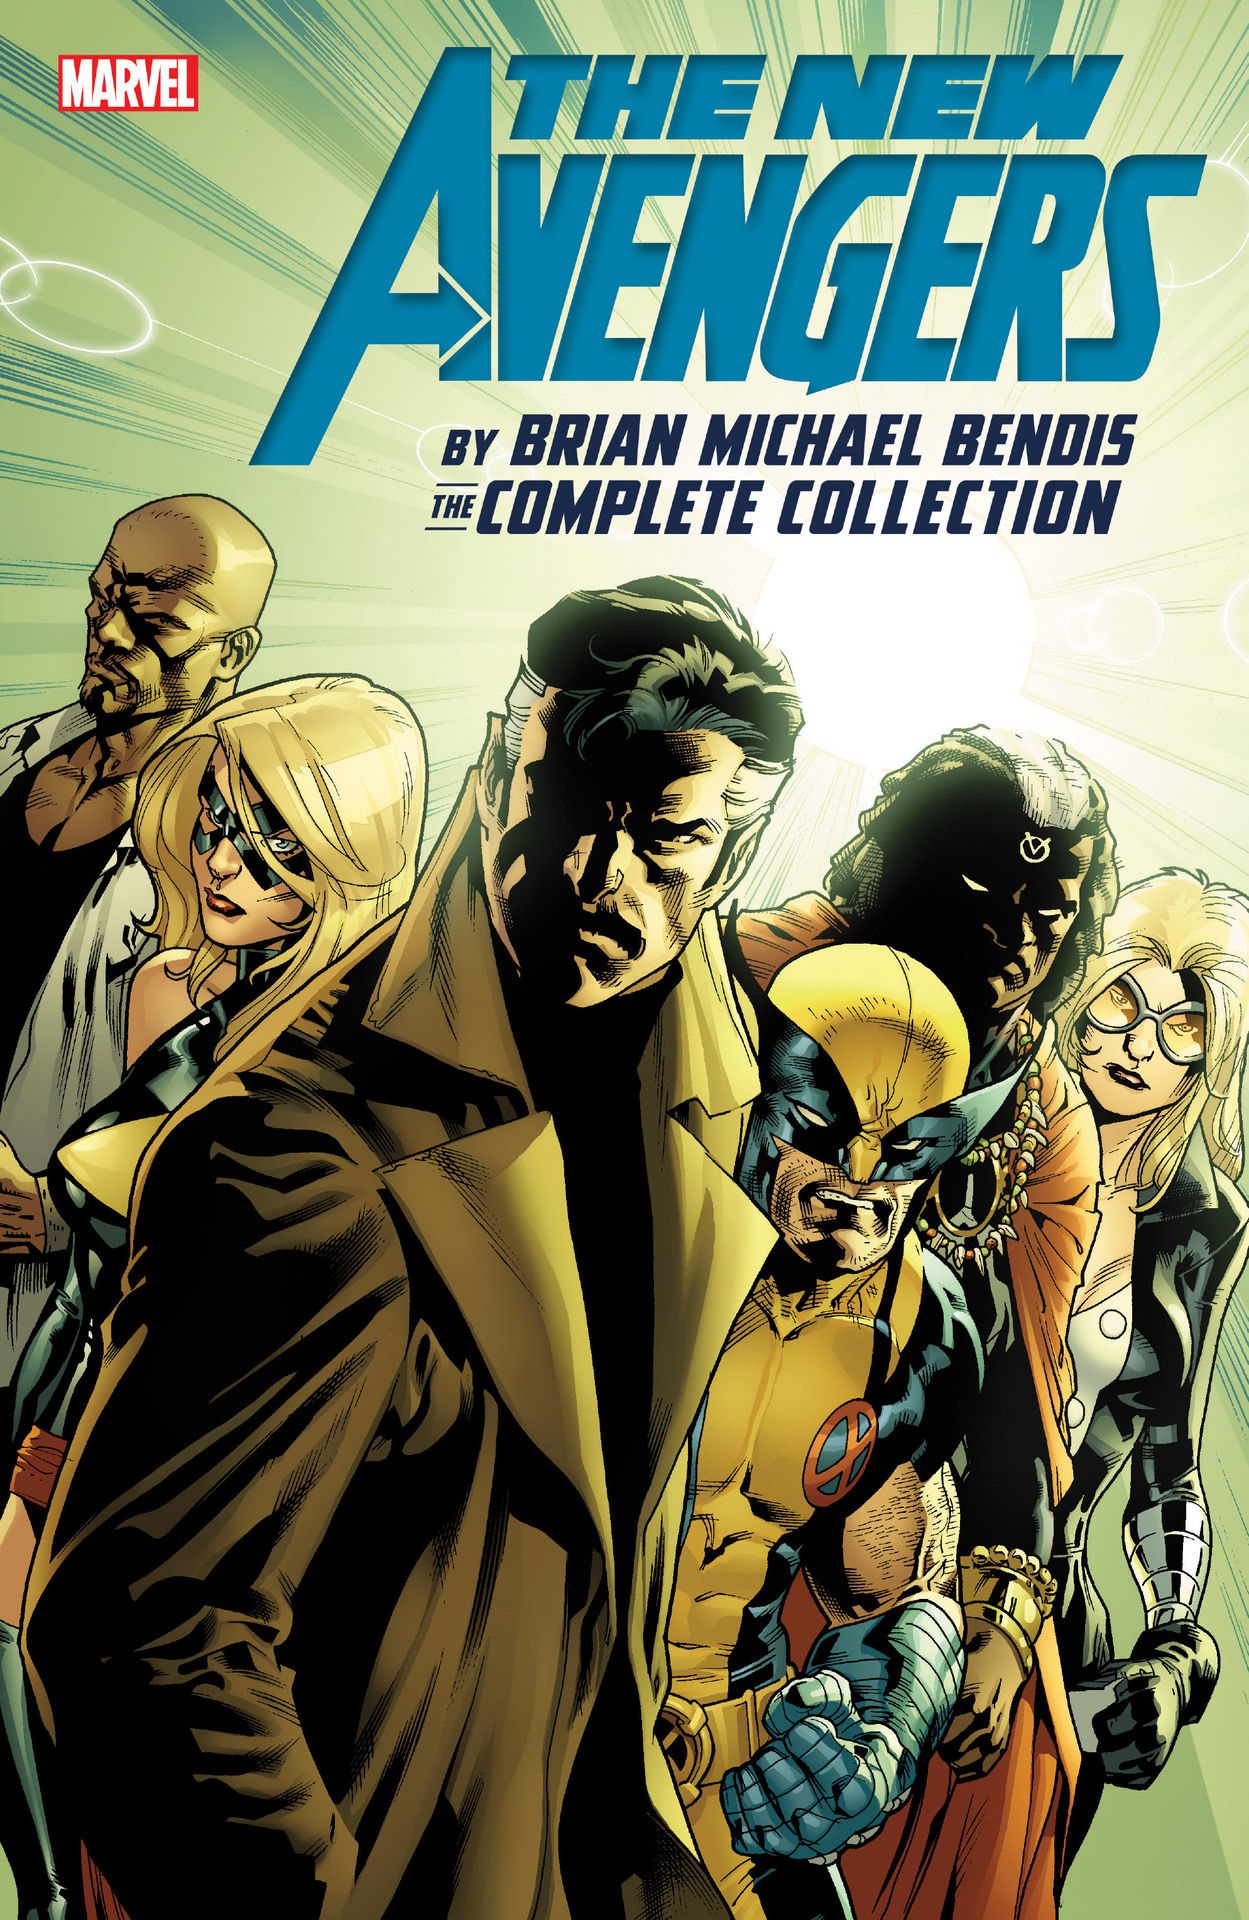 MARVEL
THE NEW
AVENGERS
BY BRIAN MICHAEL BENDIS
THE COMPLETE COLLECTION